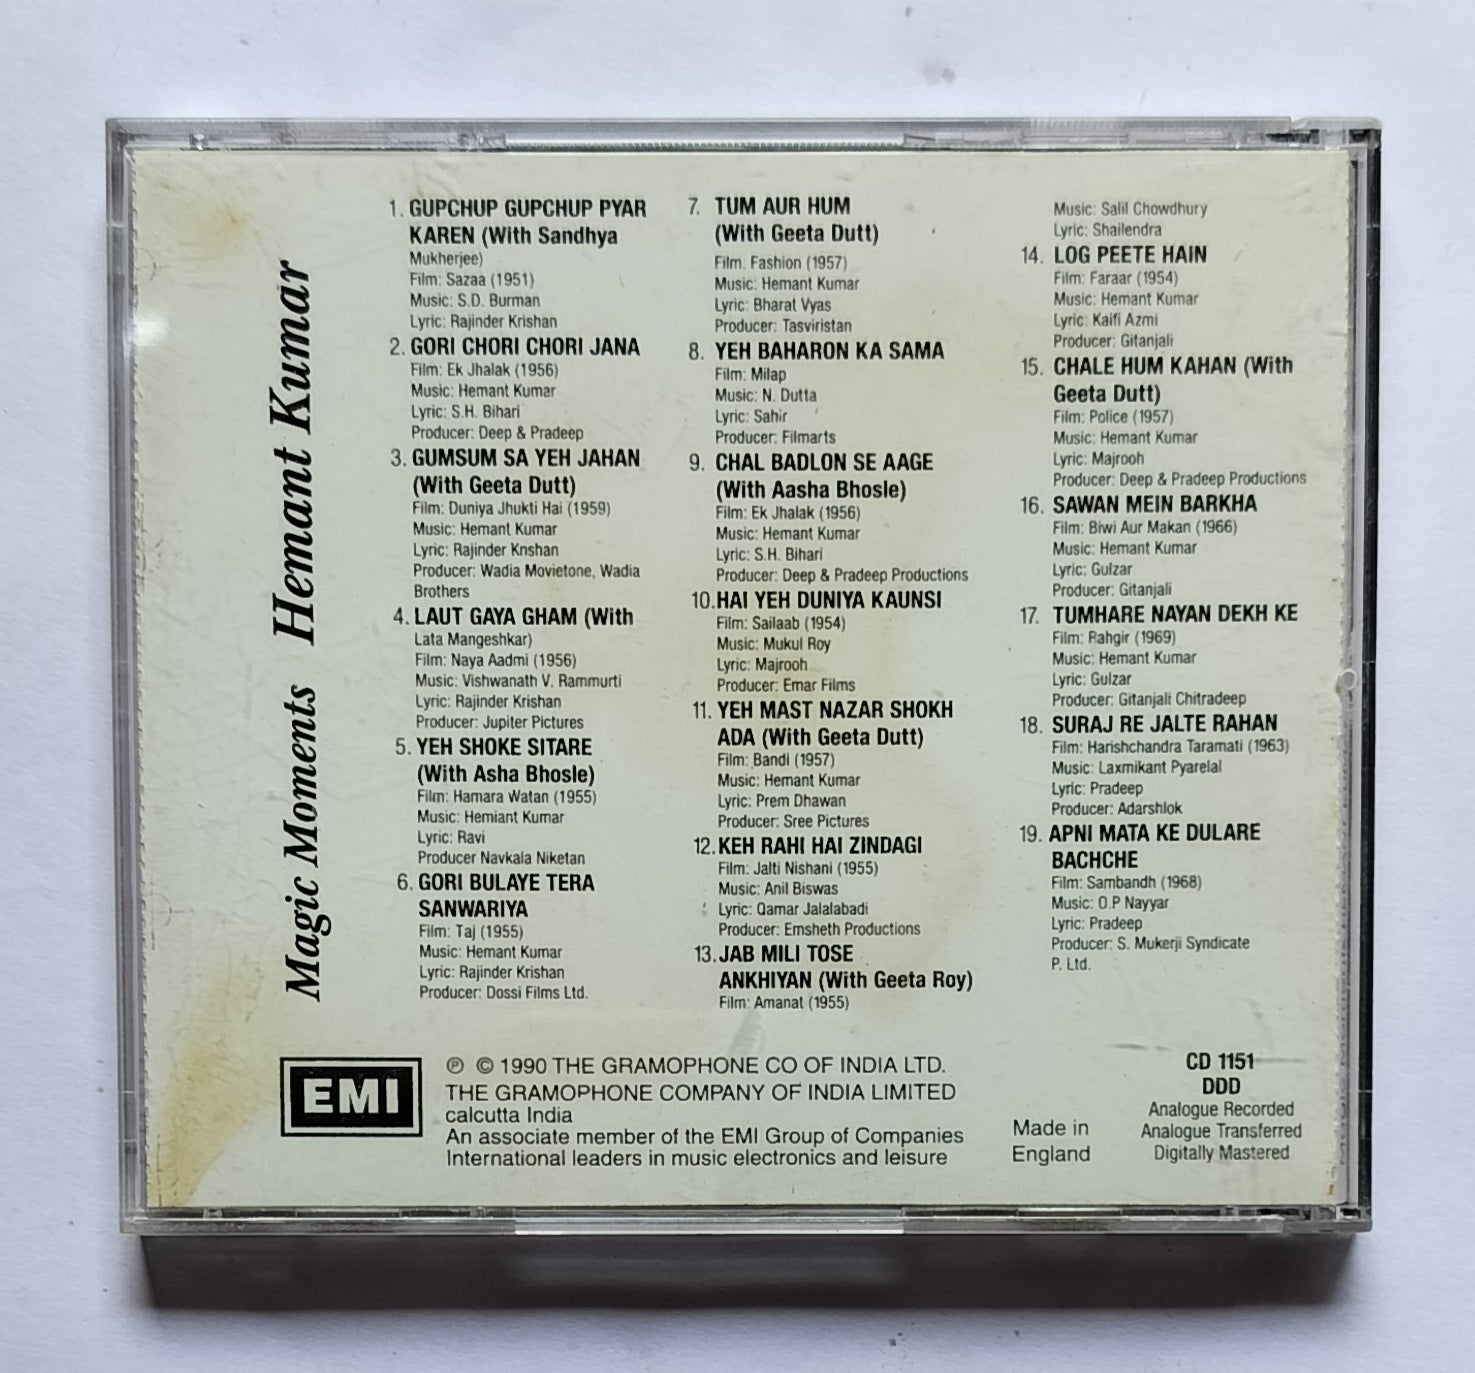 Magic Moments Hemant Kumar
1. GUPCHUP GUPCHUP PYAR
KAREN (With Sandhya
Mukherjee)
Film: Sazaa (1951)
Music: S.D. Burman
Lyric: Rajinder Krishan
2. GORI CHORI CHORI JANA
Film: Ek Jhalak (1956)
Music: Hemant Kumar
Lyric: S.H. Bihari
Producer: Deep & Pradeep
3. GUMSUM SA YEH JAHAN
(With Geeta Dutt)
Film: Duniya Jhukti Hai (1959)
Music: Hemant Kumar
Lyric: Rajinder Knshan
Producer: Wadia Movietone, Wadia
Brothers
4. LAUT GAYA GHAM (With
Lata Mangeshkar)
Film: Naya Aadmi (1956)
Music: Vishwanath V. Rammurti
Lyric: Rajinder Krishan
Producer: Jupiter Pictures
5. YEH SHOKE SITARE
(With Asha Bhosle)
Film: Hamara Watan (1955)
Music: Hemiant Kumar
Lyric: Ravi
Producer Navkala Niketan
6. GORI BULAYE TERA
SANWARIYA
Film: Taj (1955)
Music: Hemant Kumar
Lyric: Rajinder Krishan
Producer: Dossi Films Ltd.
7. TUM AUR HUM
(With Geeta Dutt)
Film: Fashion (1957)
Music: Hemant Kumar
Lyric: Bharat Vyas
Producer: Tasviristan
8. YEH BAHARON KA SAMA
Film: Milap
Music: N. Dutta
Lyric: Sahir
Producer: Filmarts
9. CHAL BADLON SE AAGE
(With Aasha Bhosle)
Film: Ek Jhalak (1956)
Music: Hemant Kumar
Lyric: S.H. Bihari
Producer: Deep & Pradeep Productions
10. HAI YEH DUNIYA KAUNSI
Film: Sailaab (1954)
Music: Mukul Roy
Lyric: Majrooh
Producer: Emar Films
11. YEH MAST NAZAR SHOKH
ADA (With Geeta Dutt)
Film: Bandi (1957)
Music: Hemant Kumar
Lyric: Prem Dhawan
Producer: Sree Pictures
12. KEH RAHI HAI ZINDAGI
Film: Jalti Nishani (1955)
Music: Anil Biswas
Lyric: Qamar Jalalabadi
Producer: Emsheth Productions
13. JAB MILI TOSE
ANKHIYAN (With Geeta Roy)
Film: Amanat (1955)
Music: Salil Chowdhury
Lyric: Shailendra
14. LOG PEETE HAIN
Film: Faraar (1954)
Music: Hemant Kumar
Lyric: Kaifi Azmi
Producer: Gitanjali
15. CHALE HUM KAHAN (With
Geeta Dutt)
Film: Police (1957)
Music: Hemant Kumar
Lyric: Majrooh
Producer: Deep & Pradeep Productions
16. SAWAN MEIN BARKHA
Film: Biwi Aur Makan (1966)
Music: Hemant Kumar
Lyric: Gulzar
Producer: Gitanjali
17. TUMHARE NAYAN DEKH KE
Film: Rahgir (1969)
Music: Hemant Kumar
Lyric: Gulzar
Producer: Gitanjali Chitradeep
18. SURAJ RE JALTE RAHAN
Film: Harishchandra Taramati (1963)
Music: Laxmikant Pyarelal
Lyric: Pradeep
Producer: Adarshlok
19. APNI MATA KE DULARE
BACHCHE
Film: Sambandh (1968)
Music: O.P Nayyar
Lyric: Pradeep
Producer: S. Mukerji Syndicate
P. Ltd.
EMI
℗ © 1990 THE GRAMOPHONE CO OF INDIA LTD.
THE GRAMOPHONE COMPANY OF INDIA LIMITED
calcutta India
An associate member of the EMI Group of Companies
International leaders in music electronics and leisure
Made in
England
CD 1151
DDD
Analogue Recorded
Analogue Transferred
Digitally Mastered